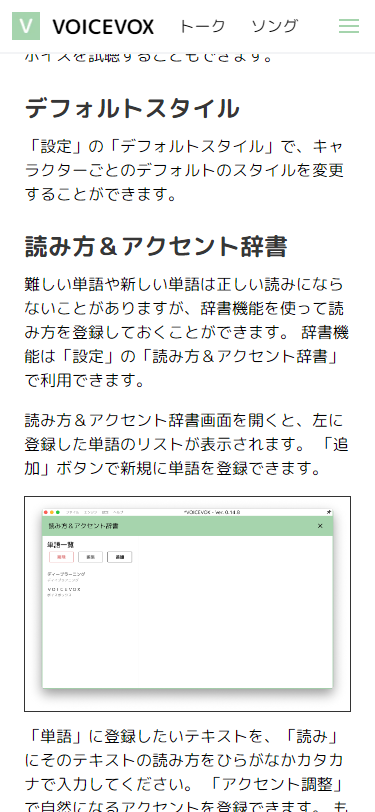 V VOICEVOX トーク ソング
ボイスを試聴することもできます。
デフォルトスタイル
「設定」の「デフォルトスタイル」で、キャ
ラクターごとのデフォルトのスタイルを変更
することができます。
読み方＆アクセント辞書
難しい単語や新しい単語は正しい読みになら
ないことがありますが、辞書機能を使って読
み方を登録しておくことができます。 辞書機
能は「設定」の「読み方＆アクセント辞書」
で利用できます。
読み方＆アクセント辞書画面を開くと、左に
登録した単語のリストが表示されます。 「追
加」ボタンで新規に単語を登録できます。
*VOICEVOX - Ver. 0.14.8
読み方＆アクセント辞書
単語一覧
削除 編集 追加
ディープラーニング
ディープラーニング
ＶＯＩＣＥＶＯＸ
ボイスボックス
「単語」に登録したいテキストを、「読み」
にそのテキストの読み方をひらがなかカタカ
ナで入力してください。 「アクセント調整」
で自然になるアクセントを登録できます。 も